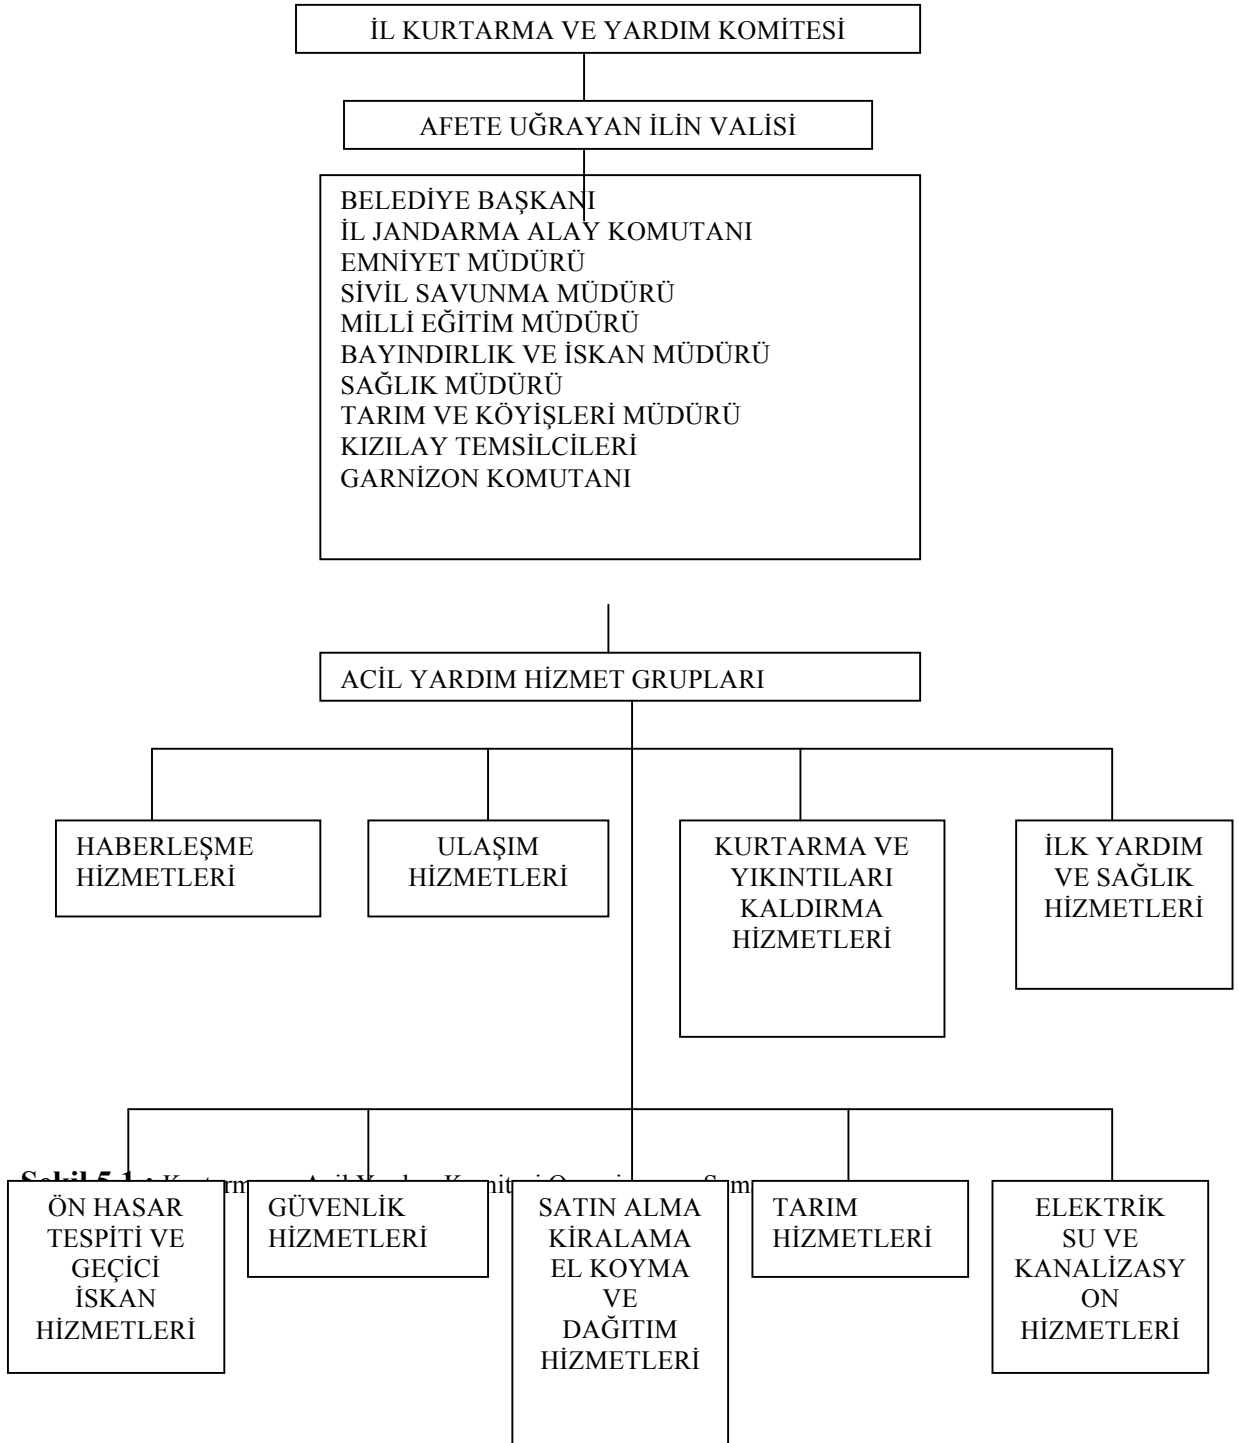 İL KURTARMA VE YARDIM KOMİTESİ
AFETE UĞRAYAN İLİN VALİSİ
BELEDİYE BAŞKANI
İL JANDARMA ALAY KOMUTANI
EMNİYET MÜDÜRÜ
SİVİL SAVUNMA MÜDÜRÜ
MİLLİ EĞİTİM MÜDÜRÜ
BAYINDIRLIK VE İSKAN MÜDÜRÜ
SAĞLIK MÜDÜRÜ
TARIM VE KÖYİŞLERİ MÜDÜRÜ
KIZILAY TEMSİLCİLERİ
GARNİZON KOMUTANI
ACİL YARDIM HİZMET GRUPLARI
HABERLEŞME
HİZMETLERİ
ULAŞIM
HİZMETLERİ
KURTARMA VE
YIKINTILARI
KALDIRMA
HİZMETLERİ
İLK YARDIM
VE SAĞLIK
HİZMETLERİ
Şekil 5.1 :
ÖN HASAR
TESPİTİ VE
GEÇİCİ
İSKAN
HİZMETLERİ
GÜVENLİK
HİZMETLERİ
SATIN ALMA
KİRALAMA
EL KOYMA
VE
DAĞITIM
HİZMETLERİ
TARIM
HİZMETLERİ
ELEKTRİK
SU VE
KANALİZASY
ON
HİZMETLERİ